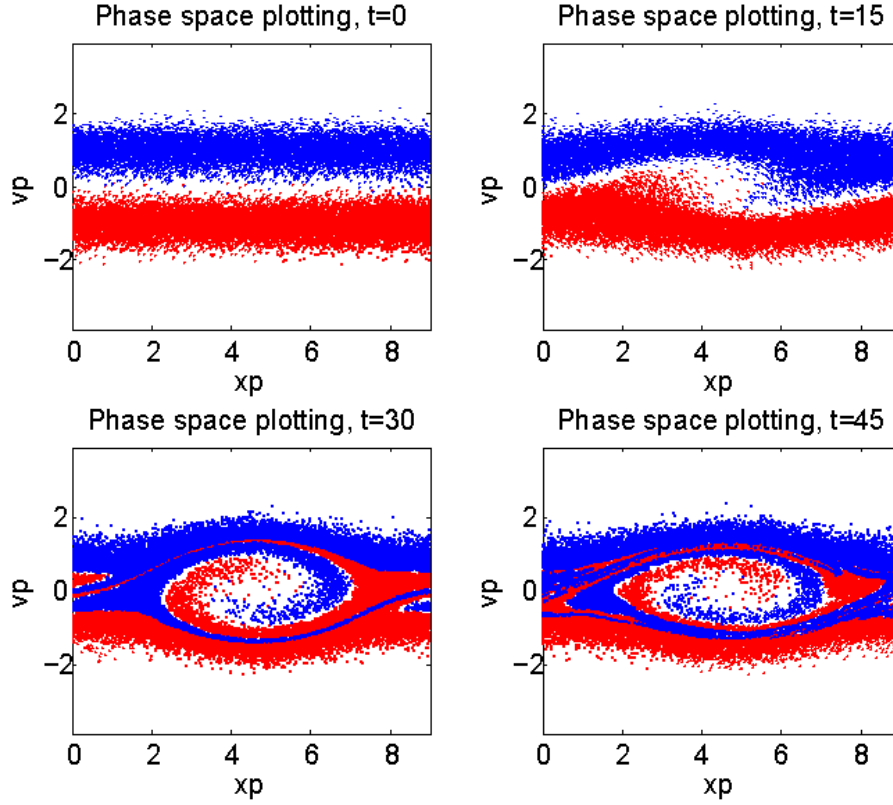 Phase space plotting, t=0
vp
2
0
−2
0 2 4 6 8
xp
Phase space plotting, t=15
vp
2
0
−2
0 2 4 6 8
xp
Phase space plotting, t=30
vp
2
0
−2
0 2 4 6 8
xp
Phase space plotting, t=45
vp
2
0
−2
0 2 4 6 8
xp